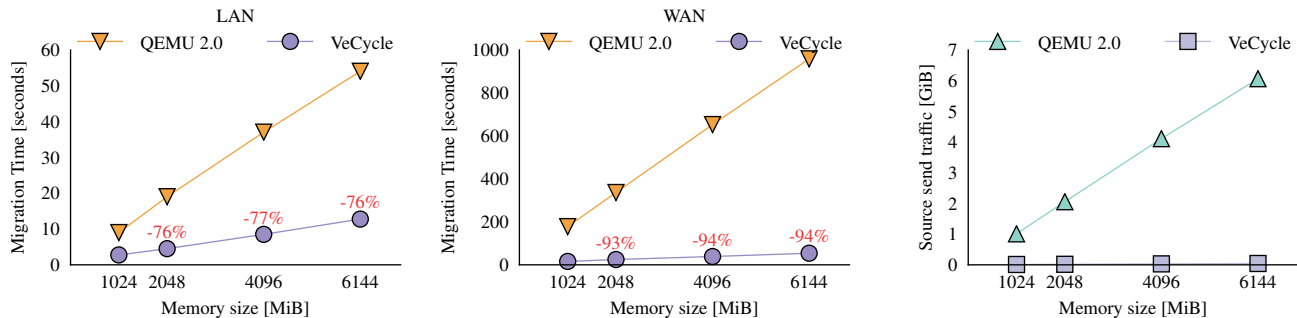 LAN
QEMU 2.0
VeCycle
Migration Time [seconds]
60
50
40
30
20
10
0
-76%
-77%
-76%
1024
2048
4096
6144
Memory size [MiB]
WAN
QEMU 2.0
VeCycle
Migration Time [seconds]
1000
800
600
400
200
0
-93%
-94%
-94%
1024
2048
4096
6144
Memory size [MiB]
QEMU 2.0
VeCycle
Source send traffic [GiB]
7
6
5
4
3
2
1
0
1024
2048
4096
6144
Memory size [MiB]